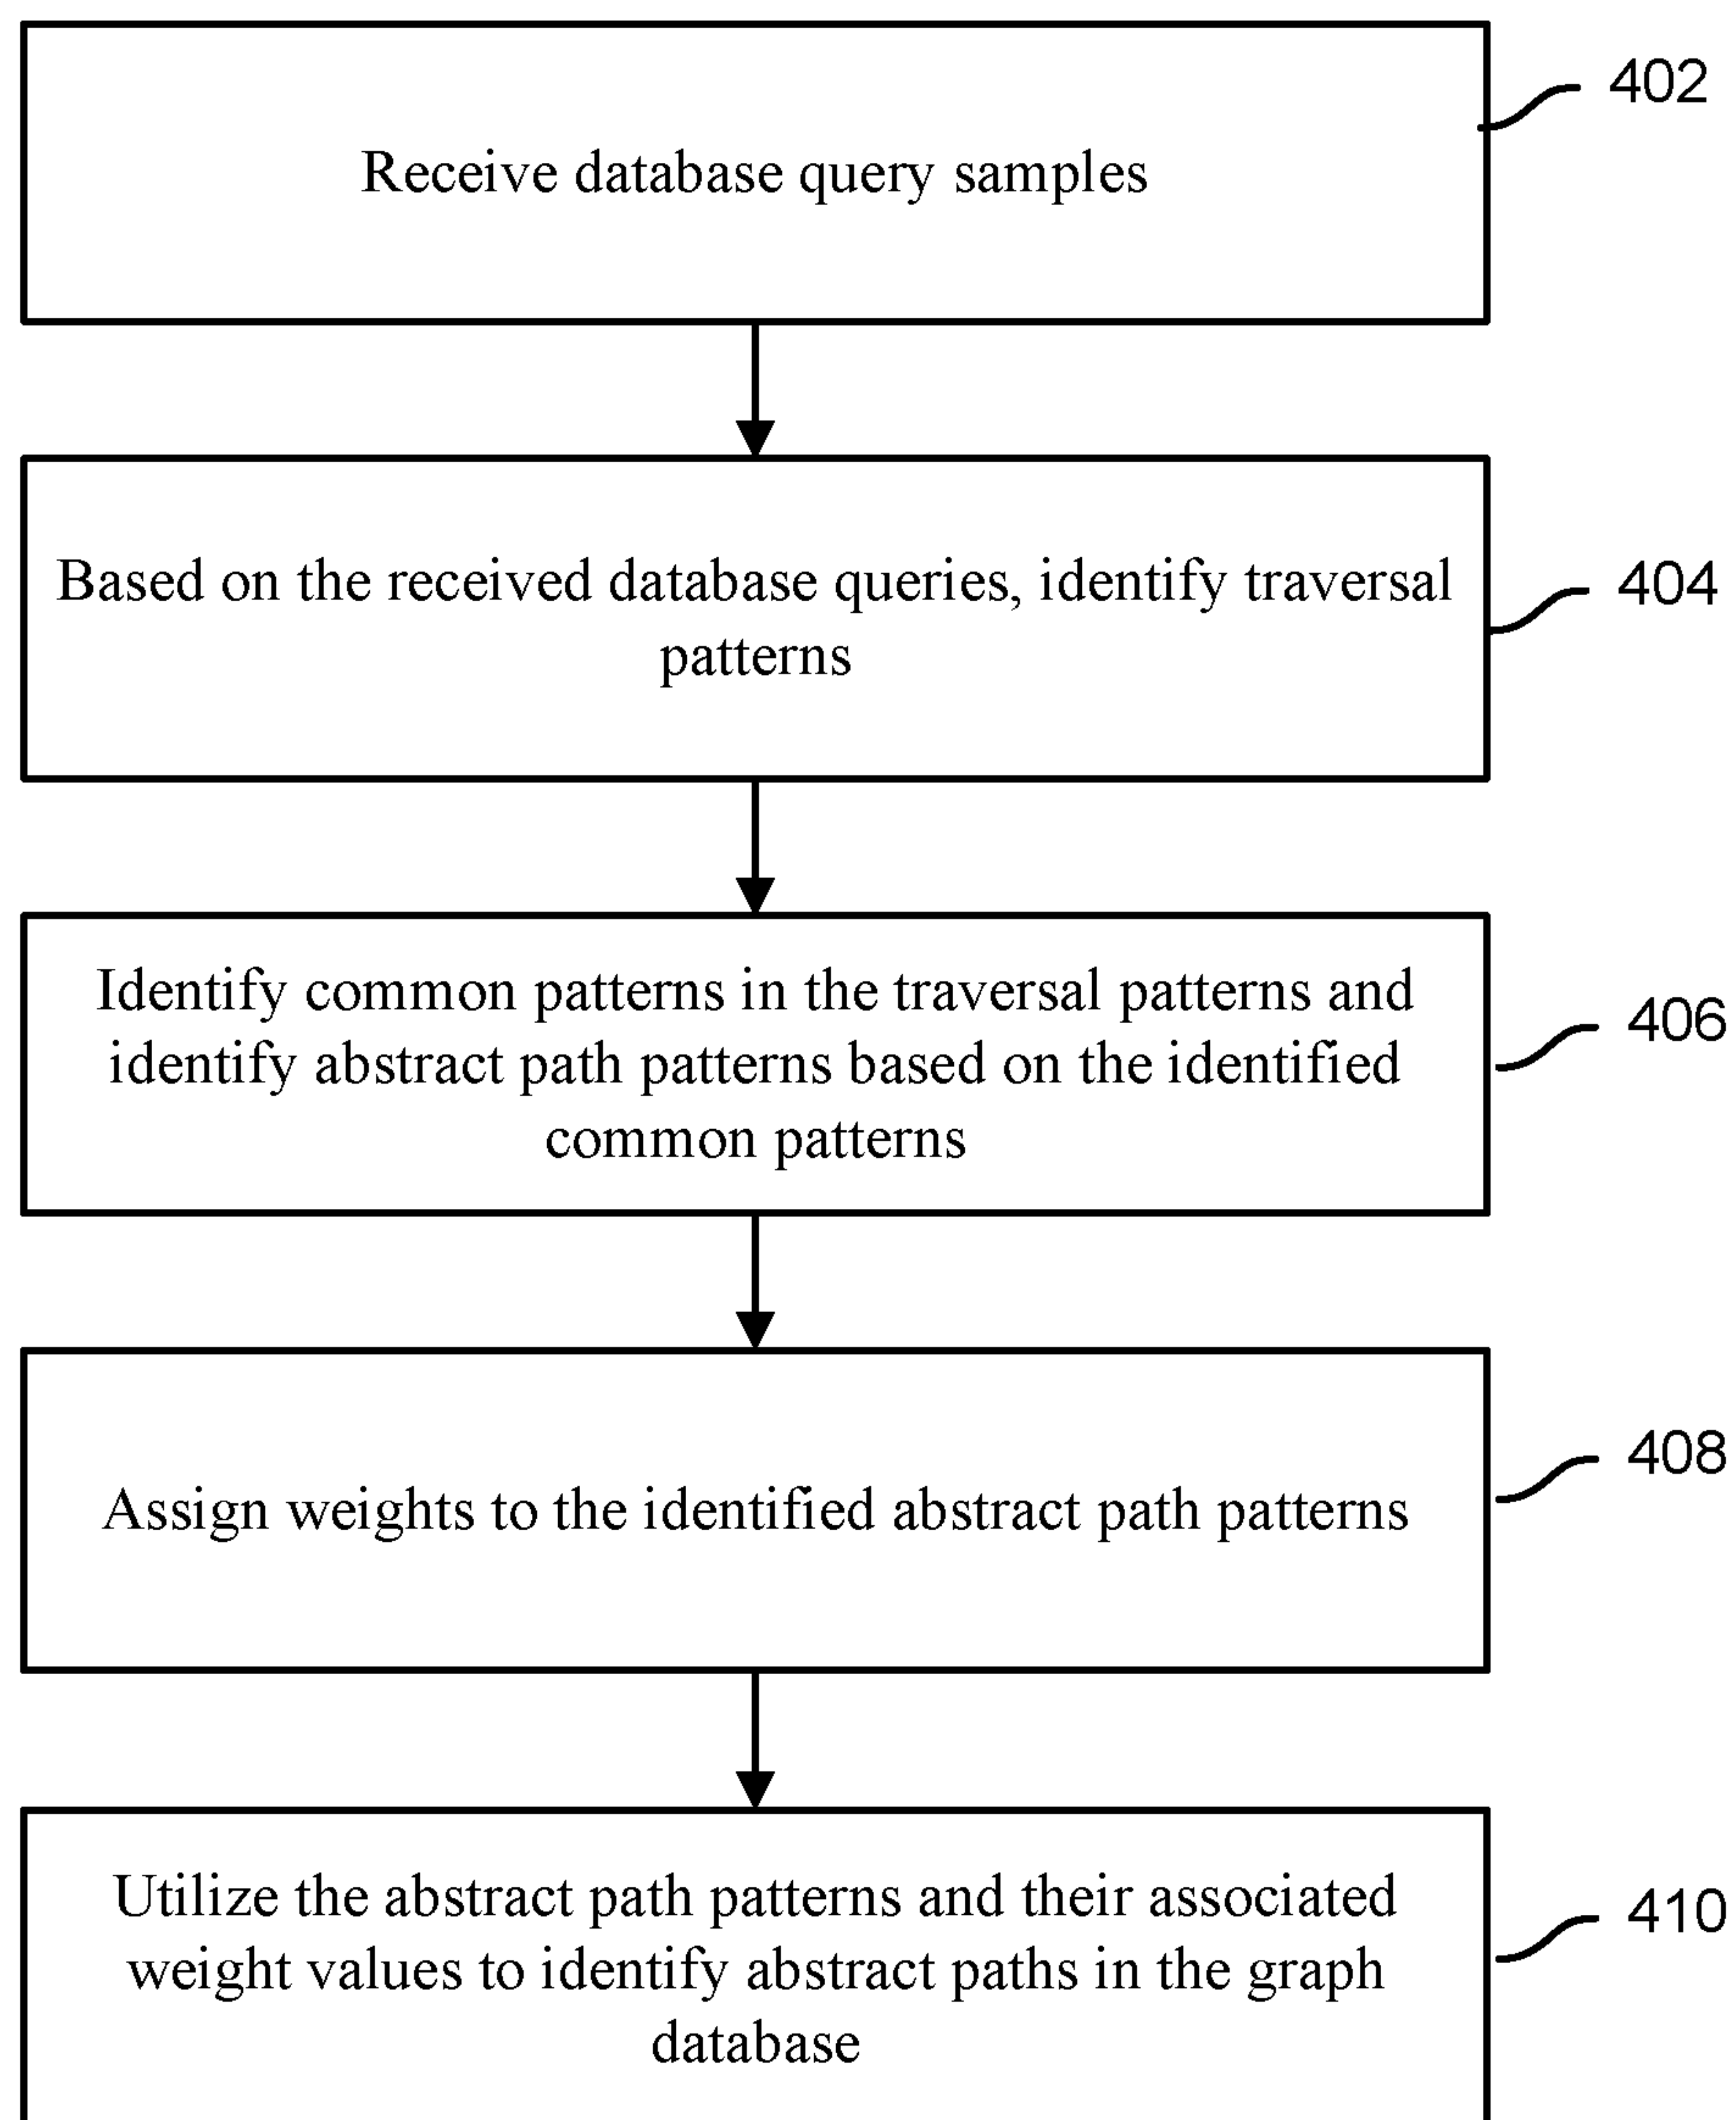 402
Receive database query samples
Based on the received database queries, identify traversal
patterns
404
Identify common patterns in the traversal patterns and
identify abstract path patterns based on the identified
common patterns
406
Assign weights to the identified abstract path patterns
408
Utilize the abstract path patterns and their associated
weight values to identify abstract paths in the graph
database
410